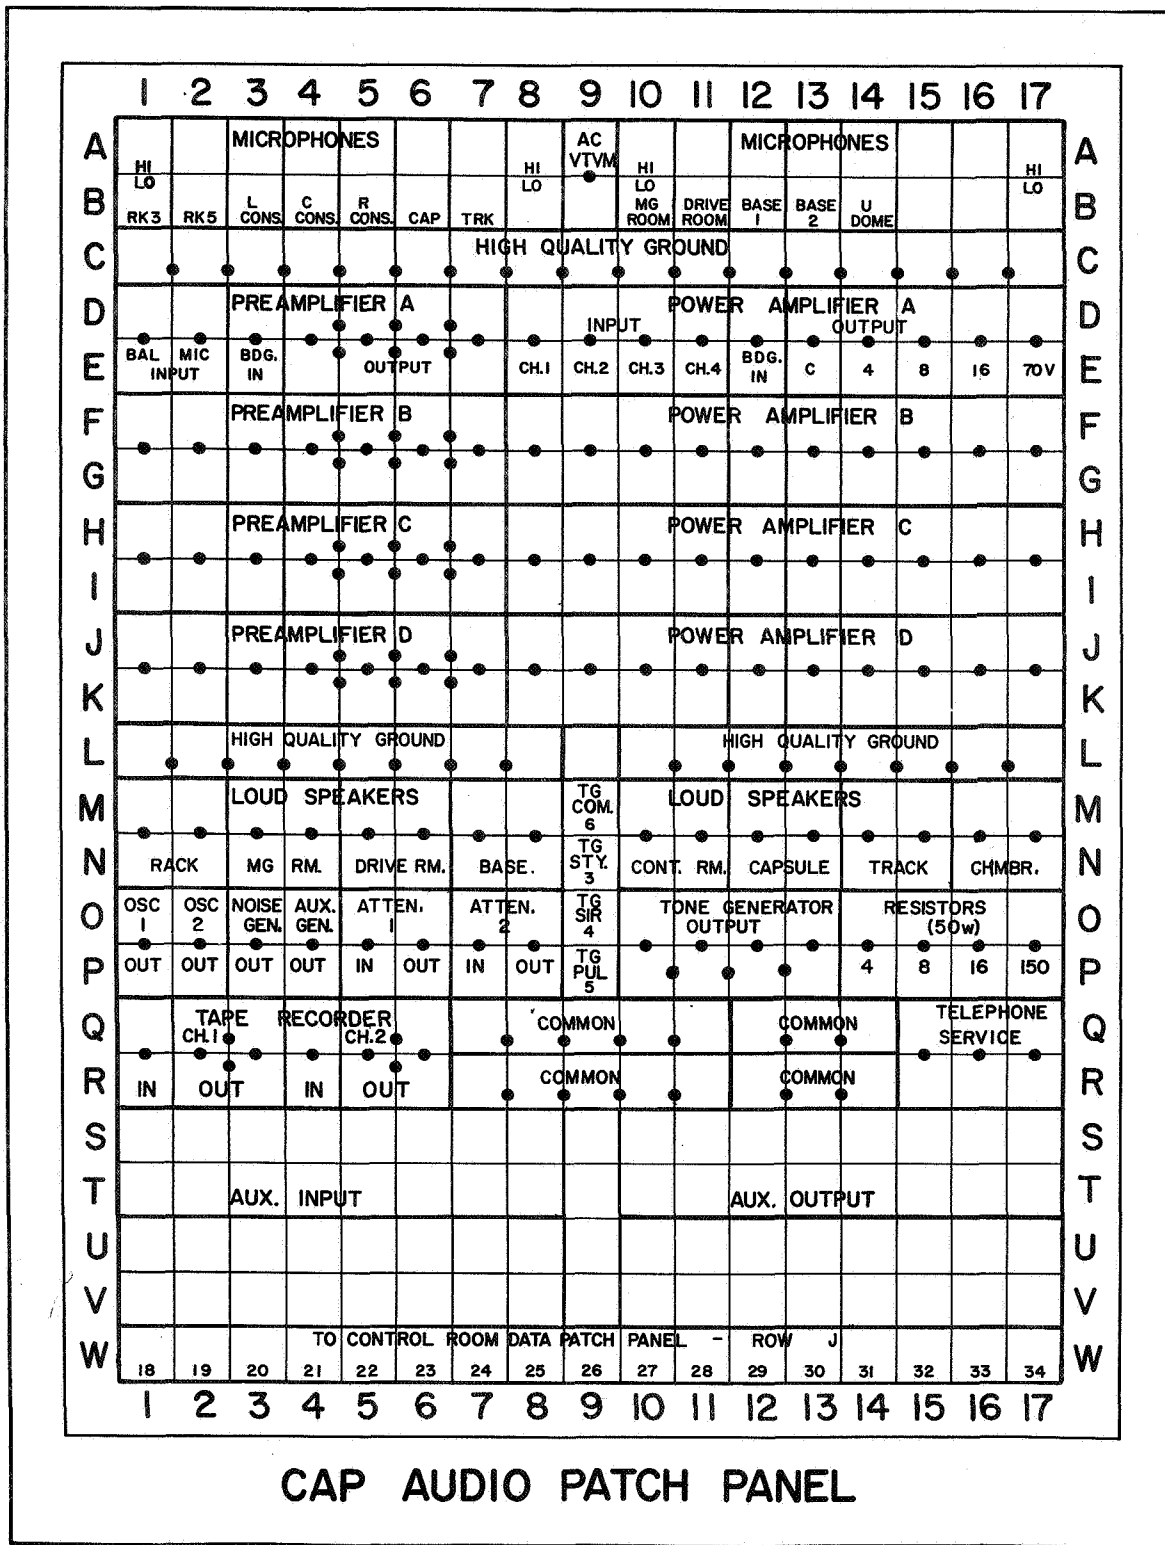 1 2 3 4 5 6 7 8 9 10 11 12 13 14 15 16 17
A MICROPHONES AC VTVM MICROPHONES A
HI HI HI HI
LO LO LO LO
B RK3 RK5 L CONS. C CONS. R CONS. CAP TRK MG ROOM DRIVE ROOM BASE 1 BASE 2 U DOME B
C HIGH QUALITY GROUND C
D PREAMPLIFIER A POWER AMPLIFIER A D
INPUT OUTPUT
E BAL MIC INPUT BDG. IN OUTPUT CH.1 CH.2 CH.3 CH.4 BDG. IN C 4 8 16 70V E
F PREAMPLIFIER B POWER AMPLIFIER B F
G G
H PREAMPLIFIER C POWER AMPLIFIER C H
I I
J PREAMPLIFIER D POWER AMPLIFIER D J
K K
L HIGH QUALITY GROUND HIGH QUALITY GROUND L
M LOUD SPEAKERS TG COM. 6 LOUD SPEAKERS M
N RACK MG RM. DRIVE RM. BASE. TG STY. 3 CONT. RM. CAPSULE TRACK CHMBR. N
O OSC 1 OSC 2 NOISE GEN. AUX. GEN. ATTEN. 1 ATTEN. 2 TG SIR 4 TONE GENERATOR OUTPUT RESISTORS (50w) O
P OUT OUT OUT OUT IN OUT IN OUT TG PUL 5 4 8 16 150 P
Q TAPE RECORDER COMMON COMMON TELEPHONE SERVICE Q
CH.1 CH.2
R IN OUT IN OUT COMMON COMMON R
S S
T AUX. INPUT AUX. OUTPUT T
U U
V V
W TO CONTROL ROOM DATA PATCH PANEL - ROW J W
18 19 20 21 22 23 24 25 26 27 28 29 30 31 32 33 34
1 2 3 4 5 6 7 8 9 10 11 12 13 14 15 16 17
CAP AUDIO PATCH PANEL